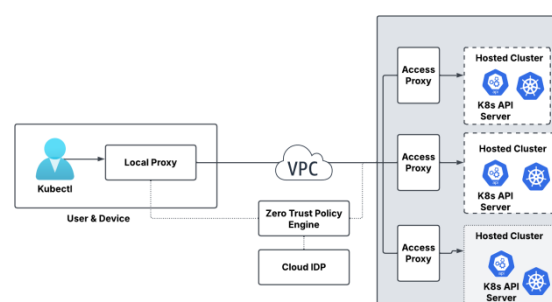 Kubectl
Local Proxy
User & Device
VPC
Zero Trust Policy
Engine
Cloud IDP
Access
Proxy
Hosted Cluster
K8s API
Server
Access
Proxy
Hosted Cluster
K8s API
Server
Access
Proxy
Hosted Cluster
K8s API
Server